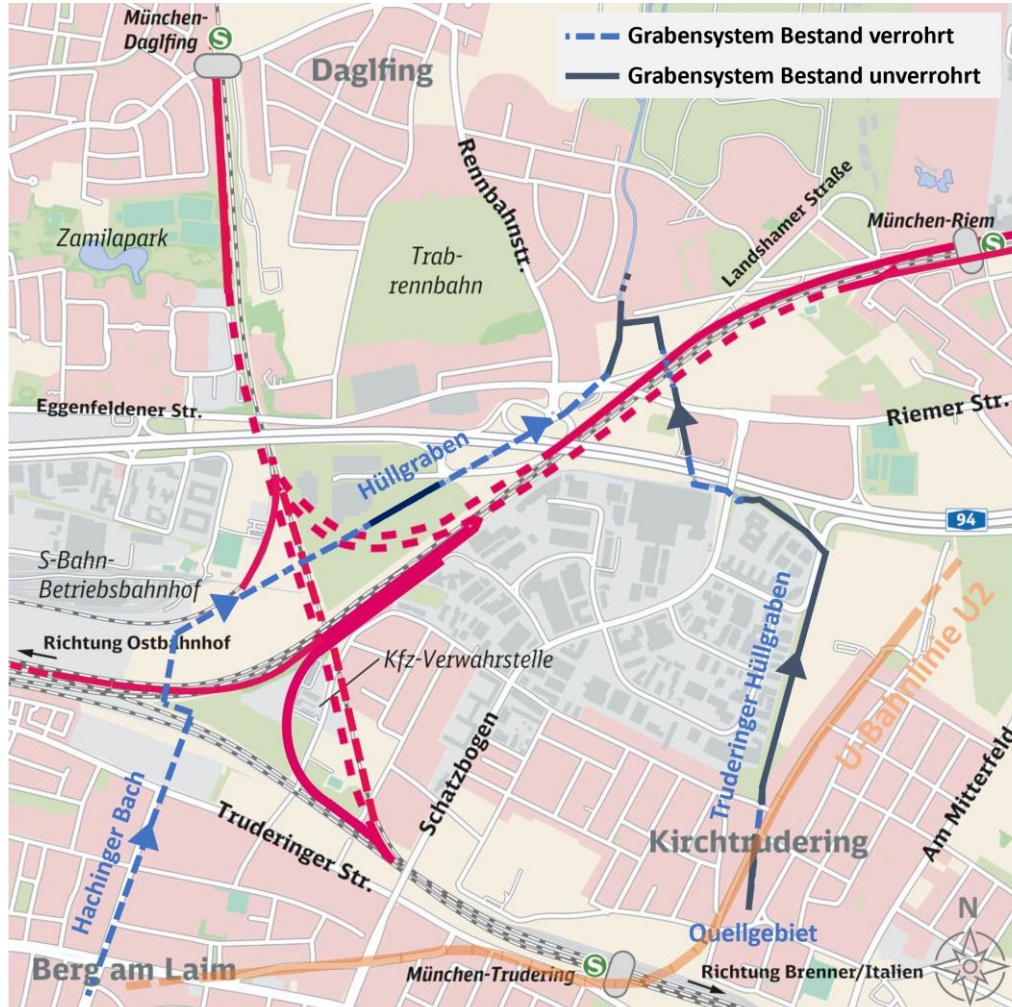 München-
Daglfing
S
Daglfing
Grabensystem Bestand verrohrt
Grabensystem Bestand unverrohrt
Rennbahnstr.
Landshamer Straße
München-Riem
S
Zamilapark
Trab-
rennbahn
Eggenfeldener Str.
Riemer Str.
Hüllgraben
94
S-Bahn-
Betriebsbahnhof
Richtung Ostbahnhof
Kfz-Verwahrstelle
Schatzbogen
Truderinger Hüllgraben
U-Bahnlinie U2
Am Mitterfeld
Hachinger Bach
Truderinger Str.
Kirchtrudering
Quellgebiet
N
Berg am Laim
München-Trudering
S
Richtung Brenner/Italien